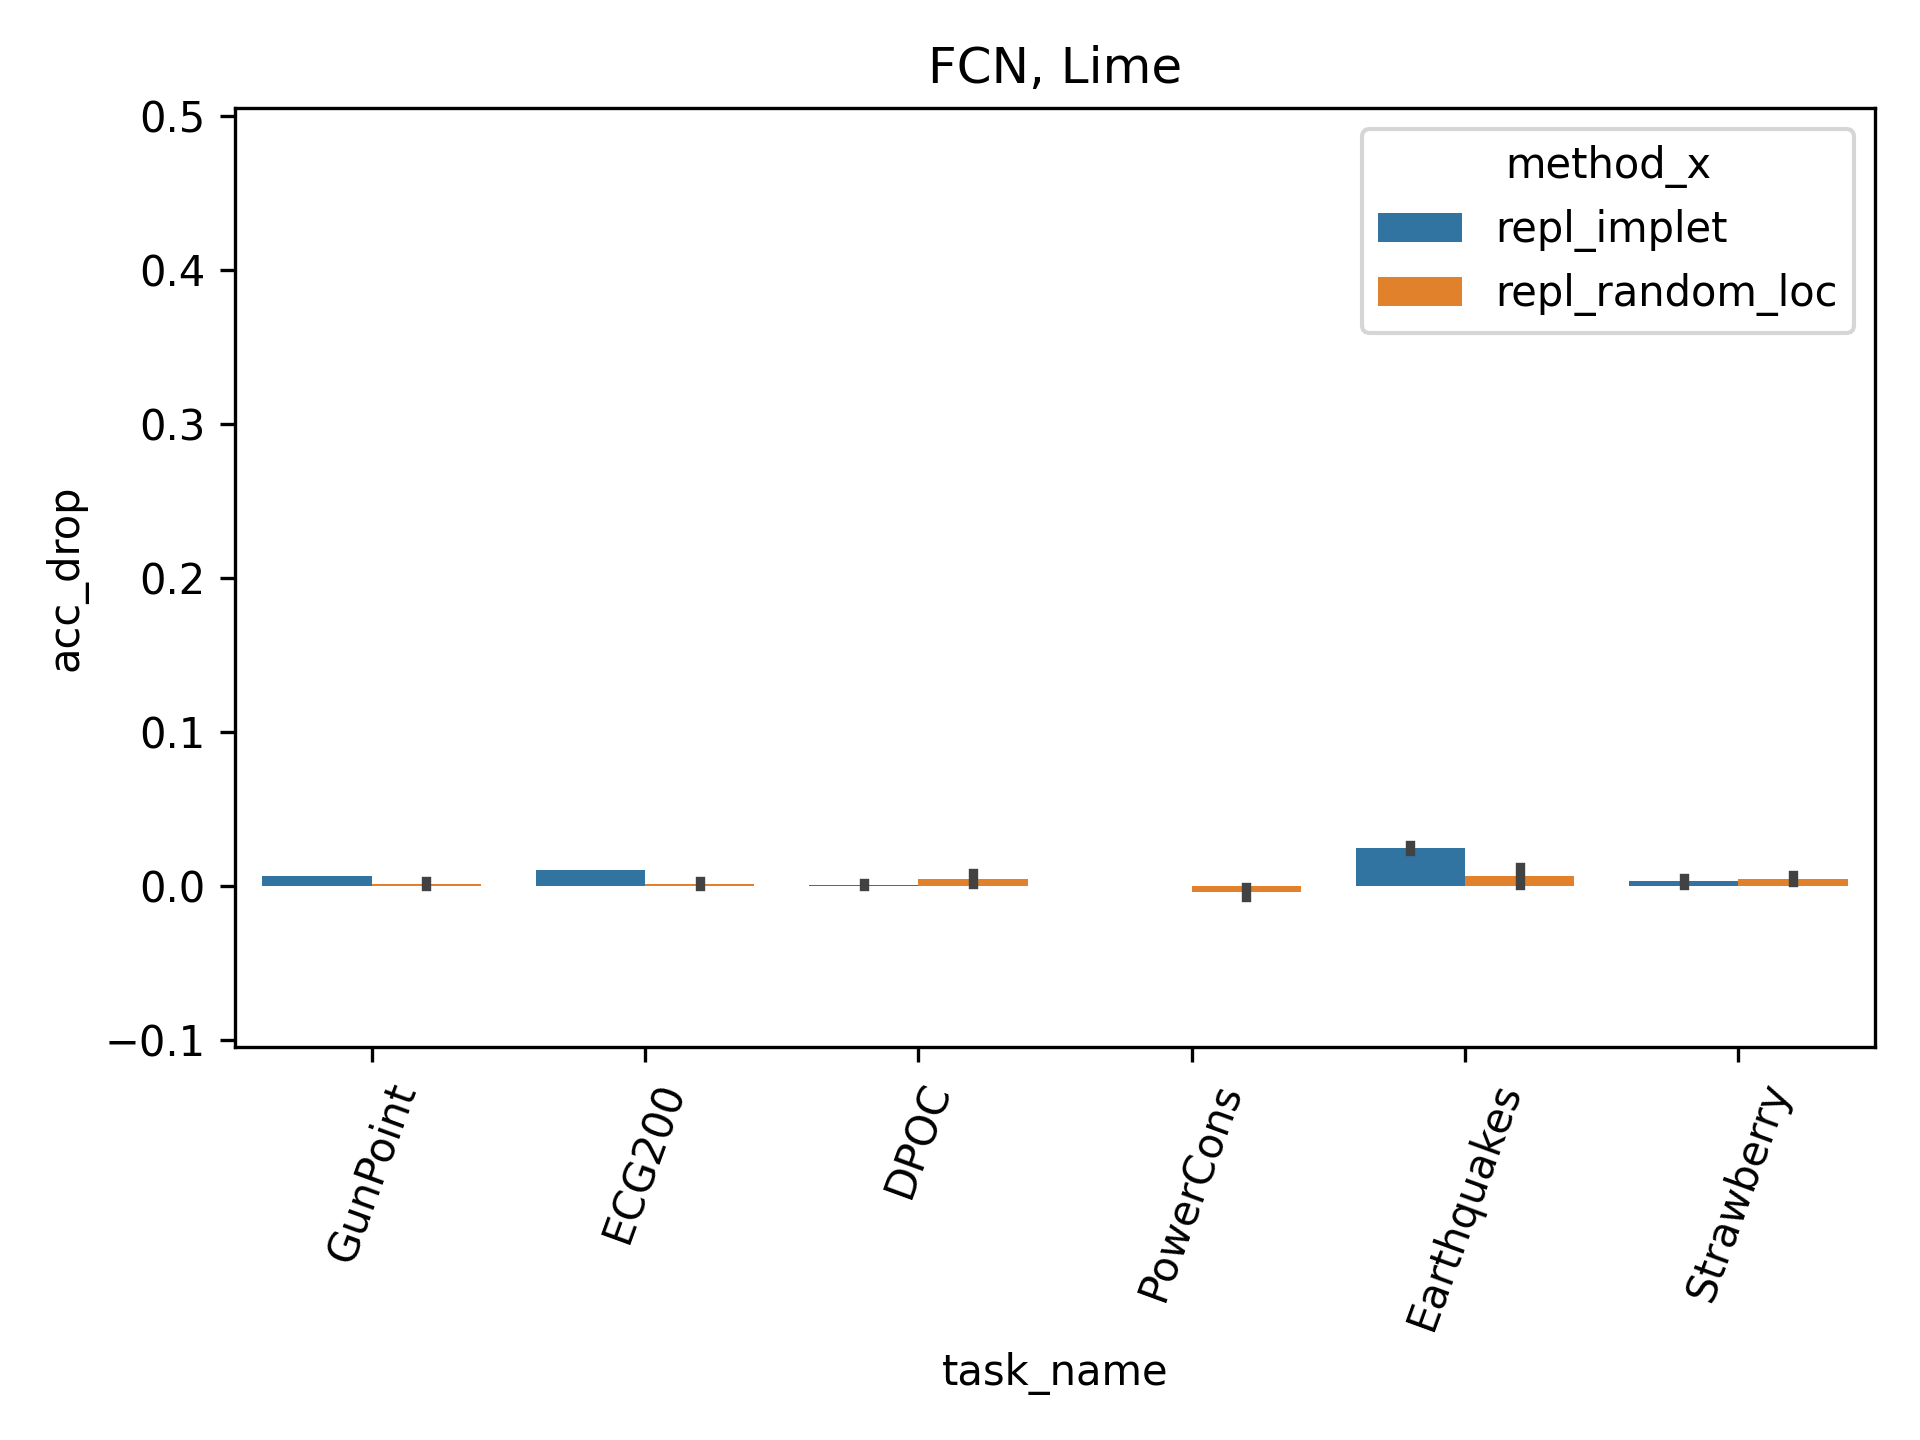 FCN, Lime
0.5
0.4
0.3
0.2
0.1
0.0
−0.1
acc_drop
method_x
repl_implet
repl_random_loc
GunPoint
ECG200
DPOC
PowerCons
Earthquakes
Strawberry
task_name